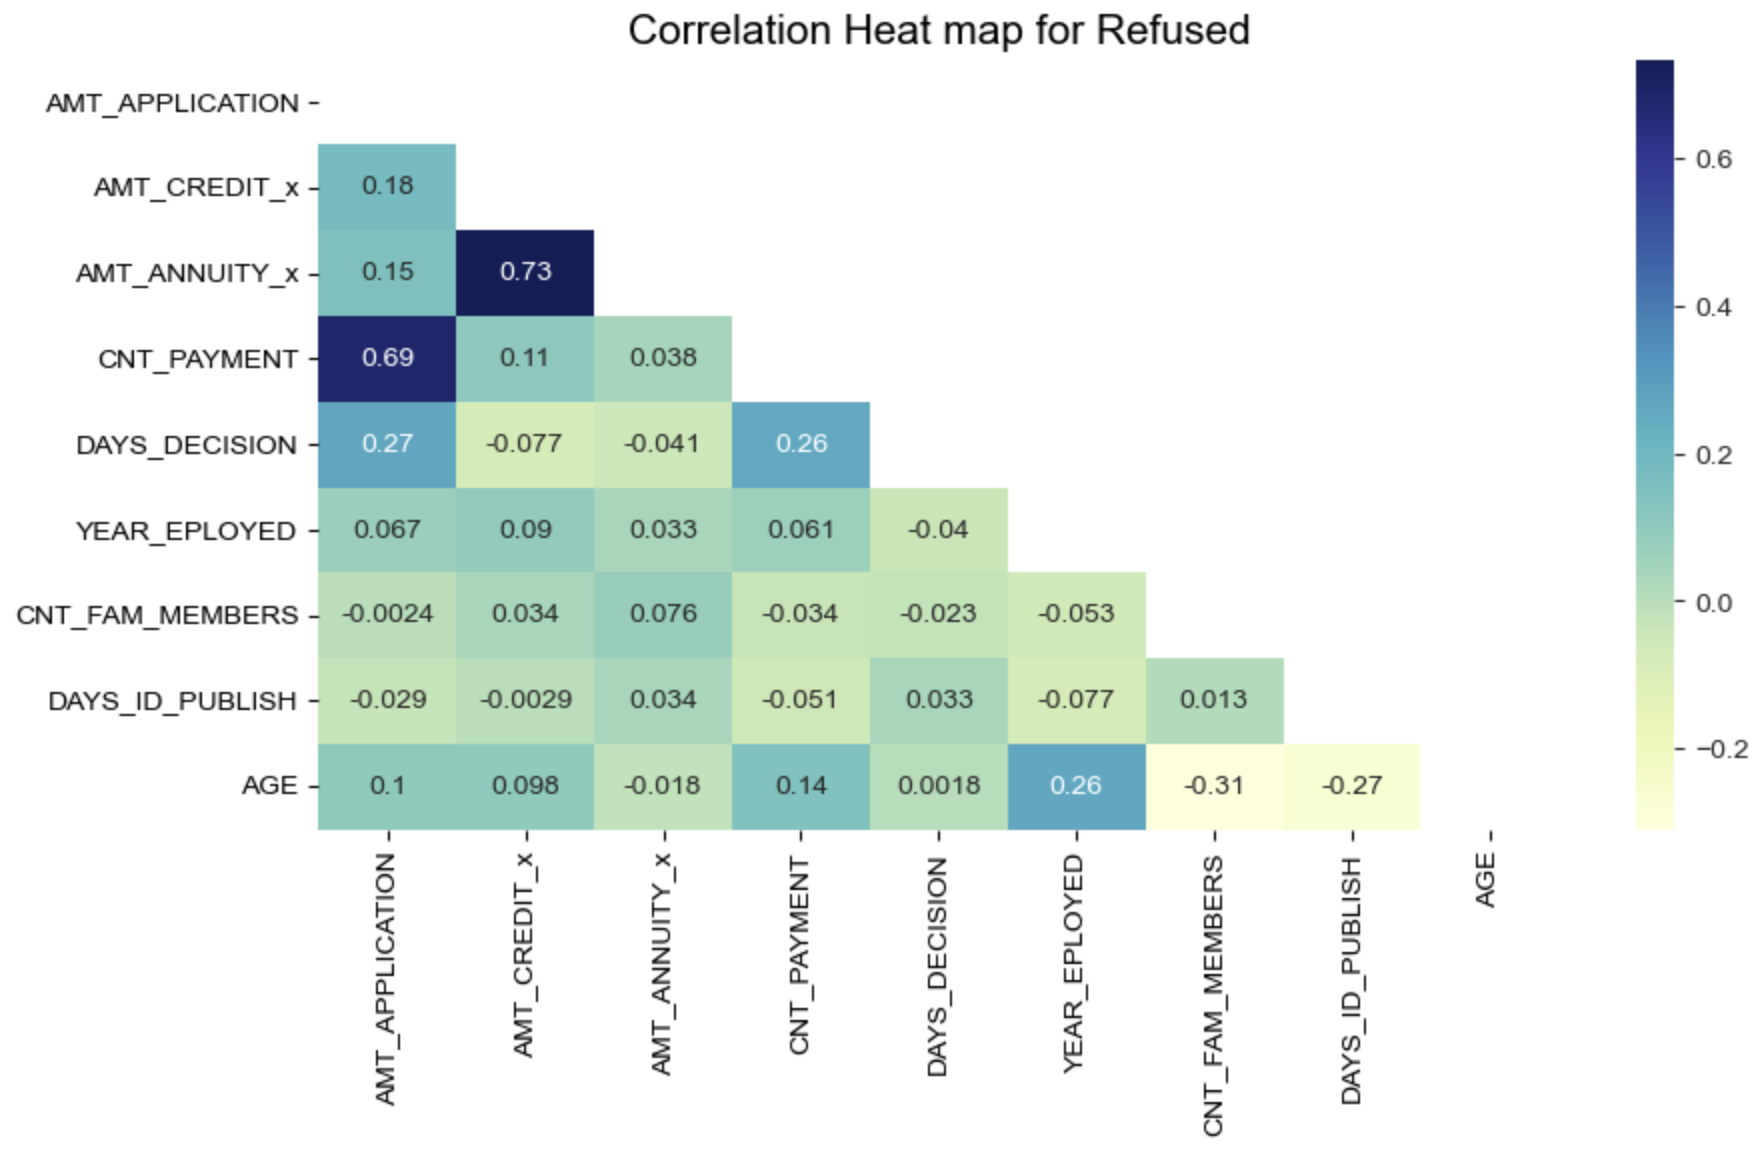 Correlation Heat map for Refused
AMT_APPLICATION
AMT_CREDIT_x 0.18
AMT_ANNUITY_x 0.15 0.73
CNT_PAYMENT 0.69 0.11 0.038
DAYS_DECISION 0.27 -0.077 -0.041 0.26
YEAR_EPLOYED 0.067 0.09 0.033 0.061 -0.04
CNT_FAM_MEMBERS -0.0024 0.034 0.076 -0.034 -0.023 -0.053
DAYS_ID_PUBLISH -0.029 -0.0029 0.034 -0.051 0.033 -0.077 0.013
AGE 0.1 0.098 -0.018 0.14 0.0018 0.26 -0.31 -0.27
AMT_APPLICATION
AMT_CREDIT_x
AMT_ANNUITY_x
CNT_PAYMENT
DAYS_DECISION
YEAR_EPLOYED
CNT_FAM_MEMBERS
DAYS_ID_PUBLISH
AGE
0.6
0.4
0.2
0.0
−0.2